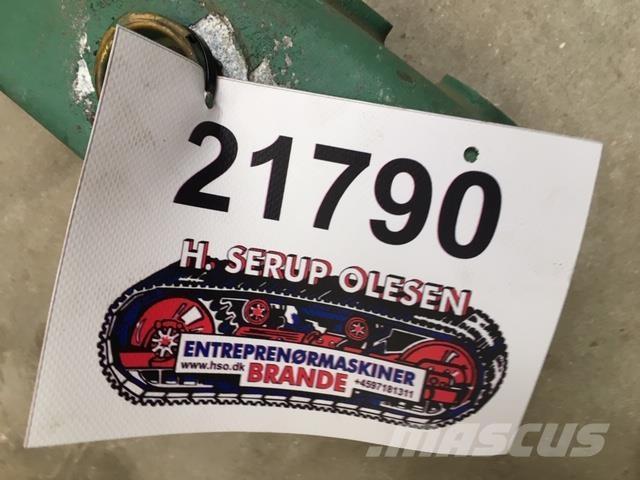 21790
H. SERUP OLESEN
ENTREPRENØRMASKINER
www.hso.dk BRANDE +4597181311
MASCUS